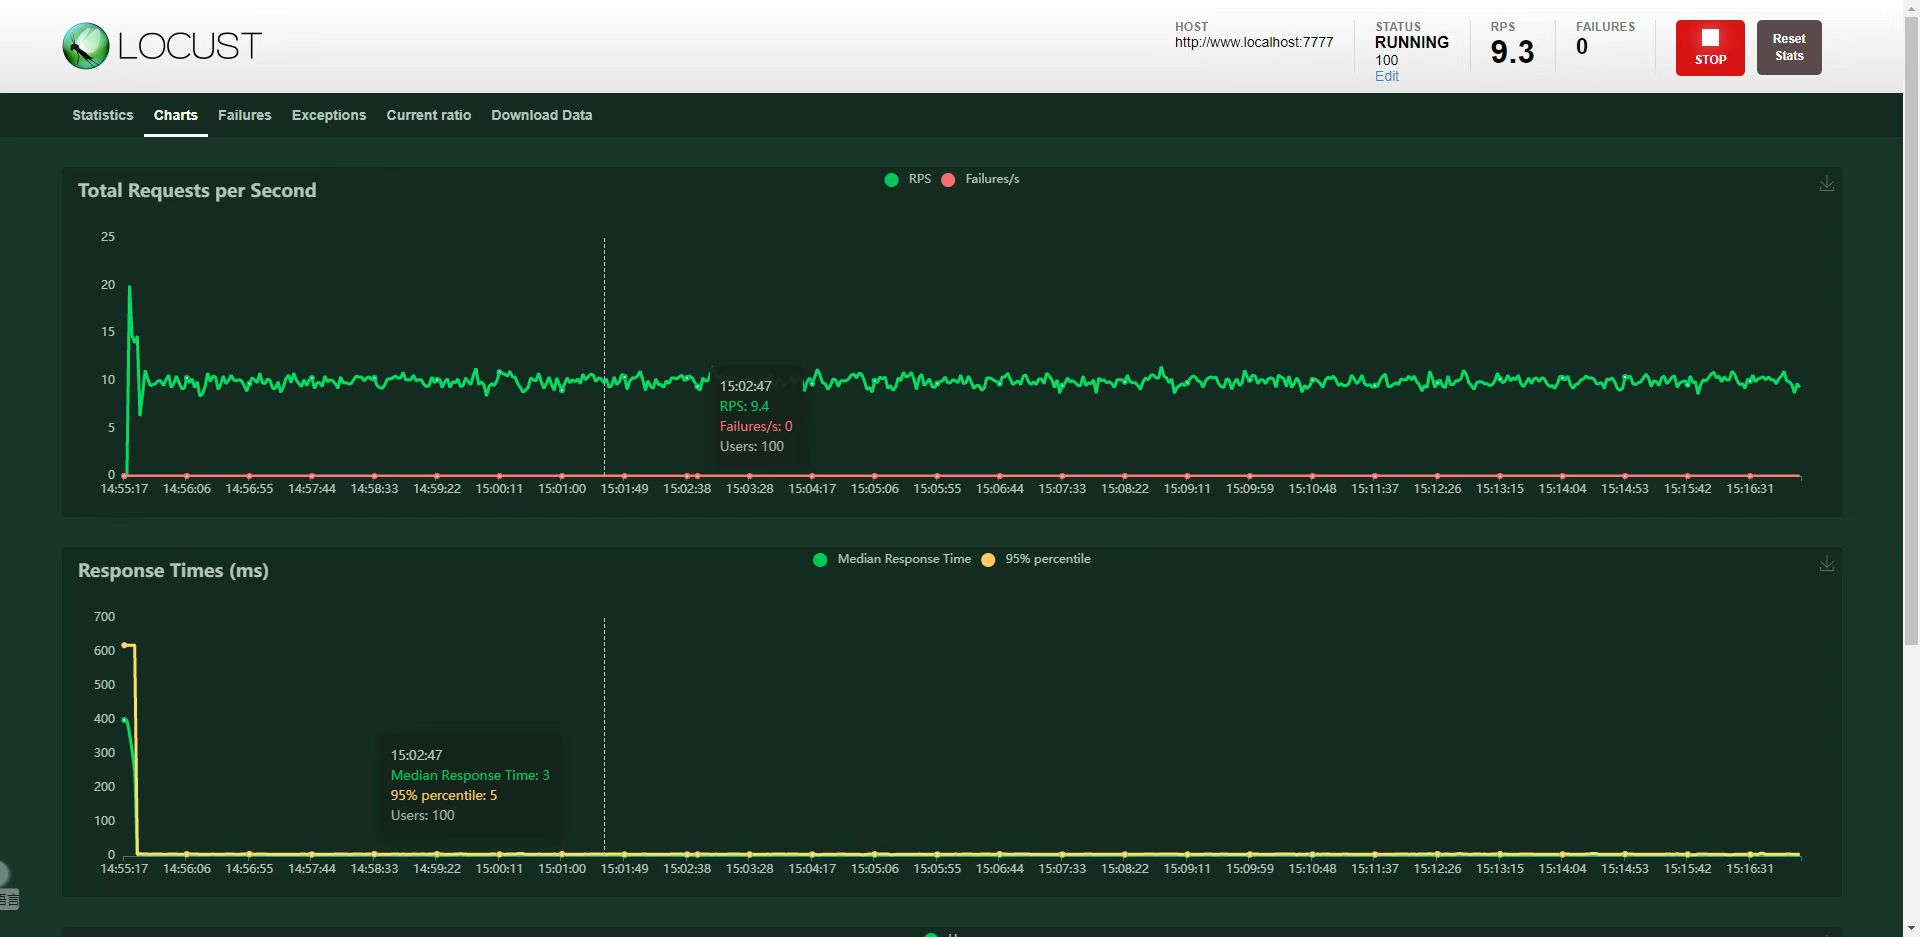 LOCUST
HOST
http://www.localhost:7777
STATUS
RUNNING
100
Edit
RPS
9.3
FAILURES
0
STOP
Reset
Stats
Statistics Charts Failures Exceptions Current ratio Download Data
Total Requests per Second
RPS Failures/s
25
20
15
10
5
0
15:02:47
RPS: 9.4
Failures/s: 0
Users: 100
14:55:17 14:56:06 14:56:55 14:57:44 14:58:33 14:59:22 15:00:11 15:01:00 15:01:49 15:02:38 15:03:28 15:04:17 15:05:06 15:05:55 15:06:44 15:07:33 15:08:22 15:09:11 15:09:59 15:10:48 15:11:37 15:12:26 15:13:15 15:14:04 15:14:53 15:15:42 15:16:31
Response Times (ms)
Median Response Time 95% percentile
700
600
500
400
300
200
100
0
15:02:47
Median Response Time: 3
95% percentile: 5
Users: 100
14:55:17 14:56:06 14:56:55 14:57:44 14:58:33 14:59:22 15:00:11 15:01:00 15:01:49 15:02:38 15:03:28 15:04:17 15:05:06 15:05:55 15:06:44 15:07:33 15:08:22 15:09:11 15:09:59 15:10:48 15:11:37 15:12:26 15:13:15 15:14:04 15:14:53 15:15:42 15:16:31